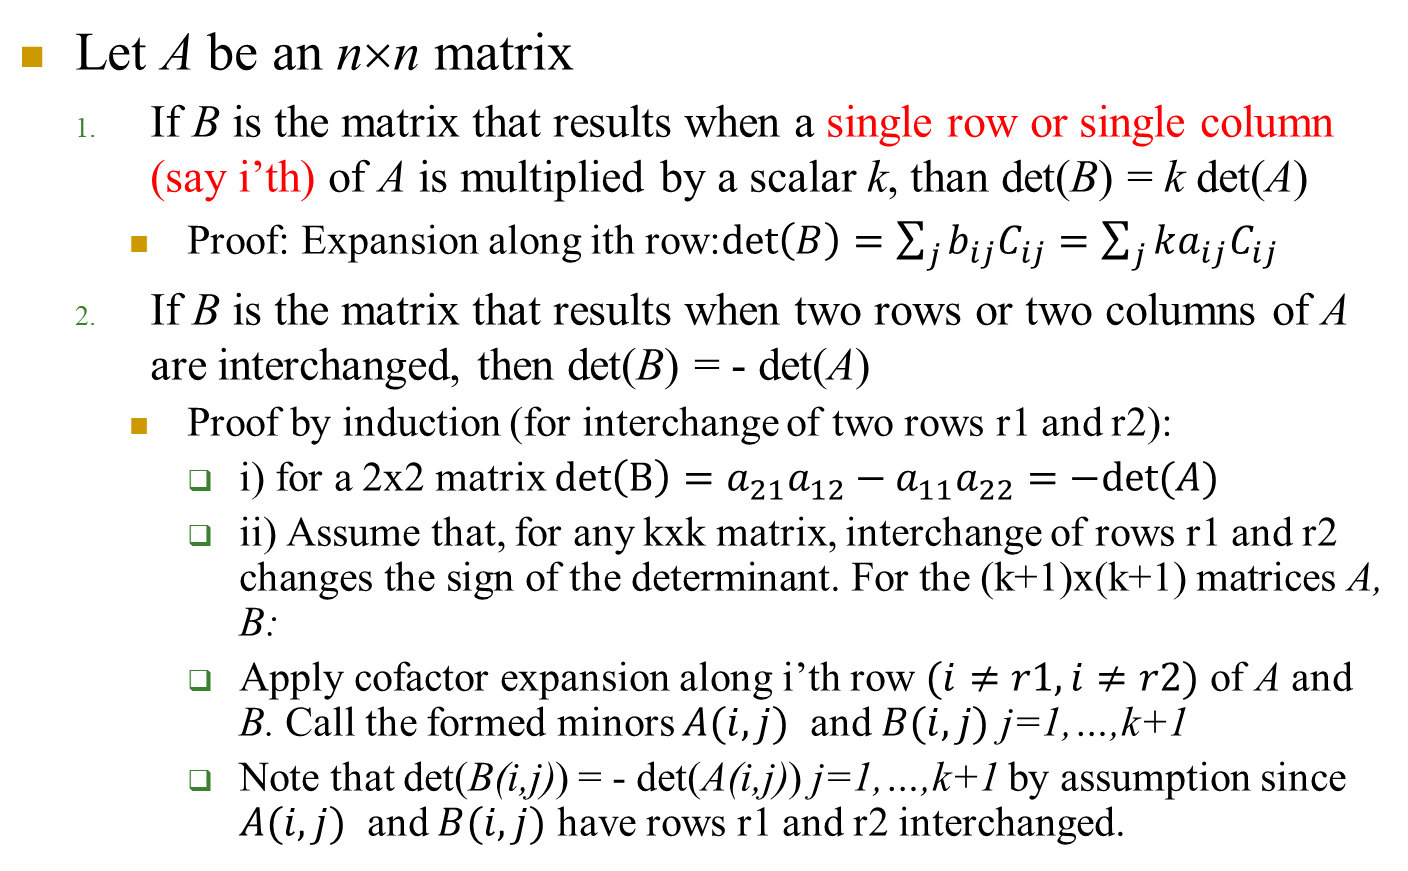 Let A be an n×n matrix
1. If B is the matrix that results when a single row or single column
(say i’th) of A is multiplied by a scalar k, than det(B) = k det(A)
Proof: Expansion along ith row:det(B) = ∑_j b_ij C_ij = ∑_j ka_ij C_ij
2. If B is the matrix that results when two rows or two columns of A
are interchanged, then det(B) = - det(A)
Proof by induction (for interchange of two rows r1 and r2):
i) for a 2x2 matrix det(B) = a₂₁a₁₂ − a₁₁a₂₂ = −det(A)
ii) Assume that, for any kxk matrix, interchange of rows r1 and r2
changes the sign of the determinant. For the (k+1)x(k+1) matrices A,
B:
Apply cofactor expansion along i’th row (i ≠ r1, i ≠ r2) of A and
B. Call the formed minors A(i,j) and B(i,j) j=1,…,k+1
Note that det(B(i,j)) = - det(A(i,j)) j=1,…,k+1 by assumption since
A(i,j) and B(i,j) have rows r1 and r2 interchanged.